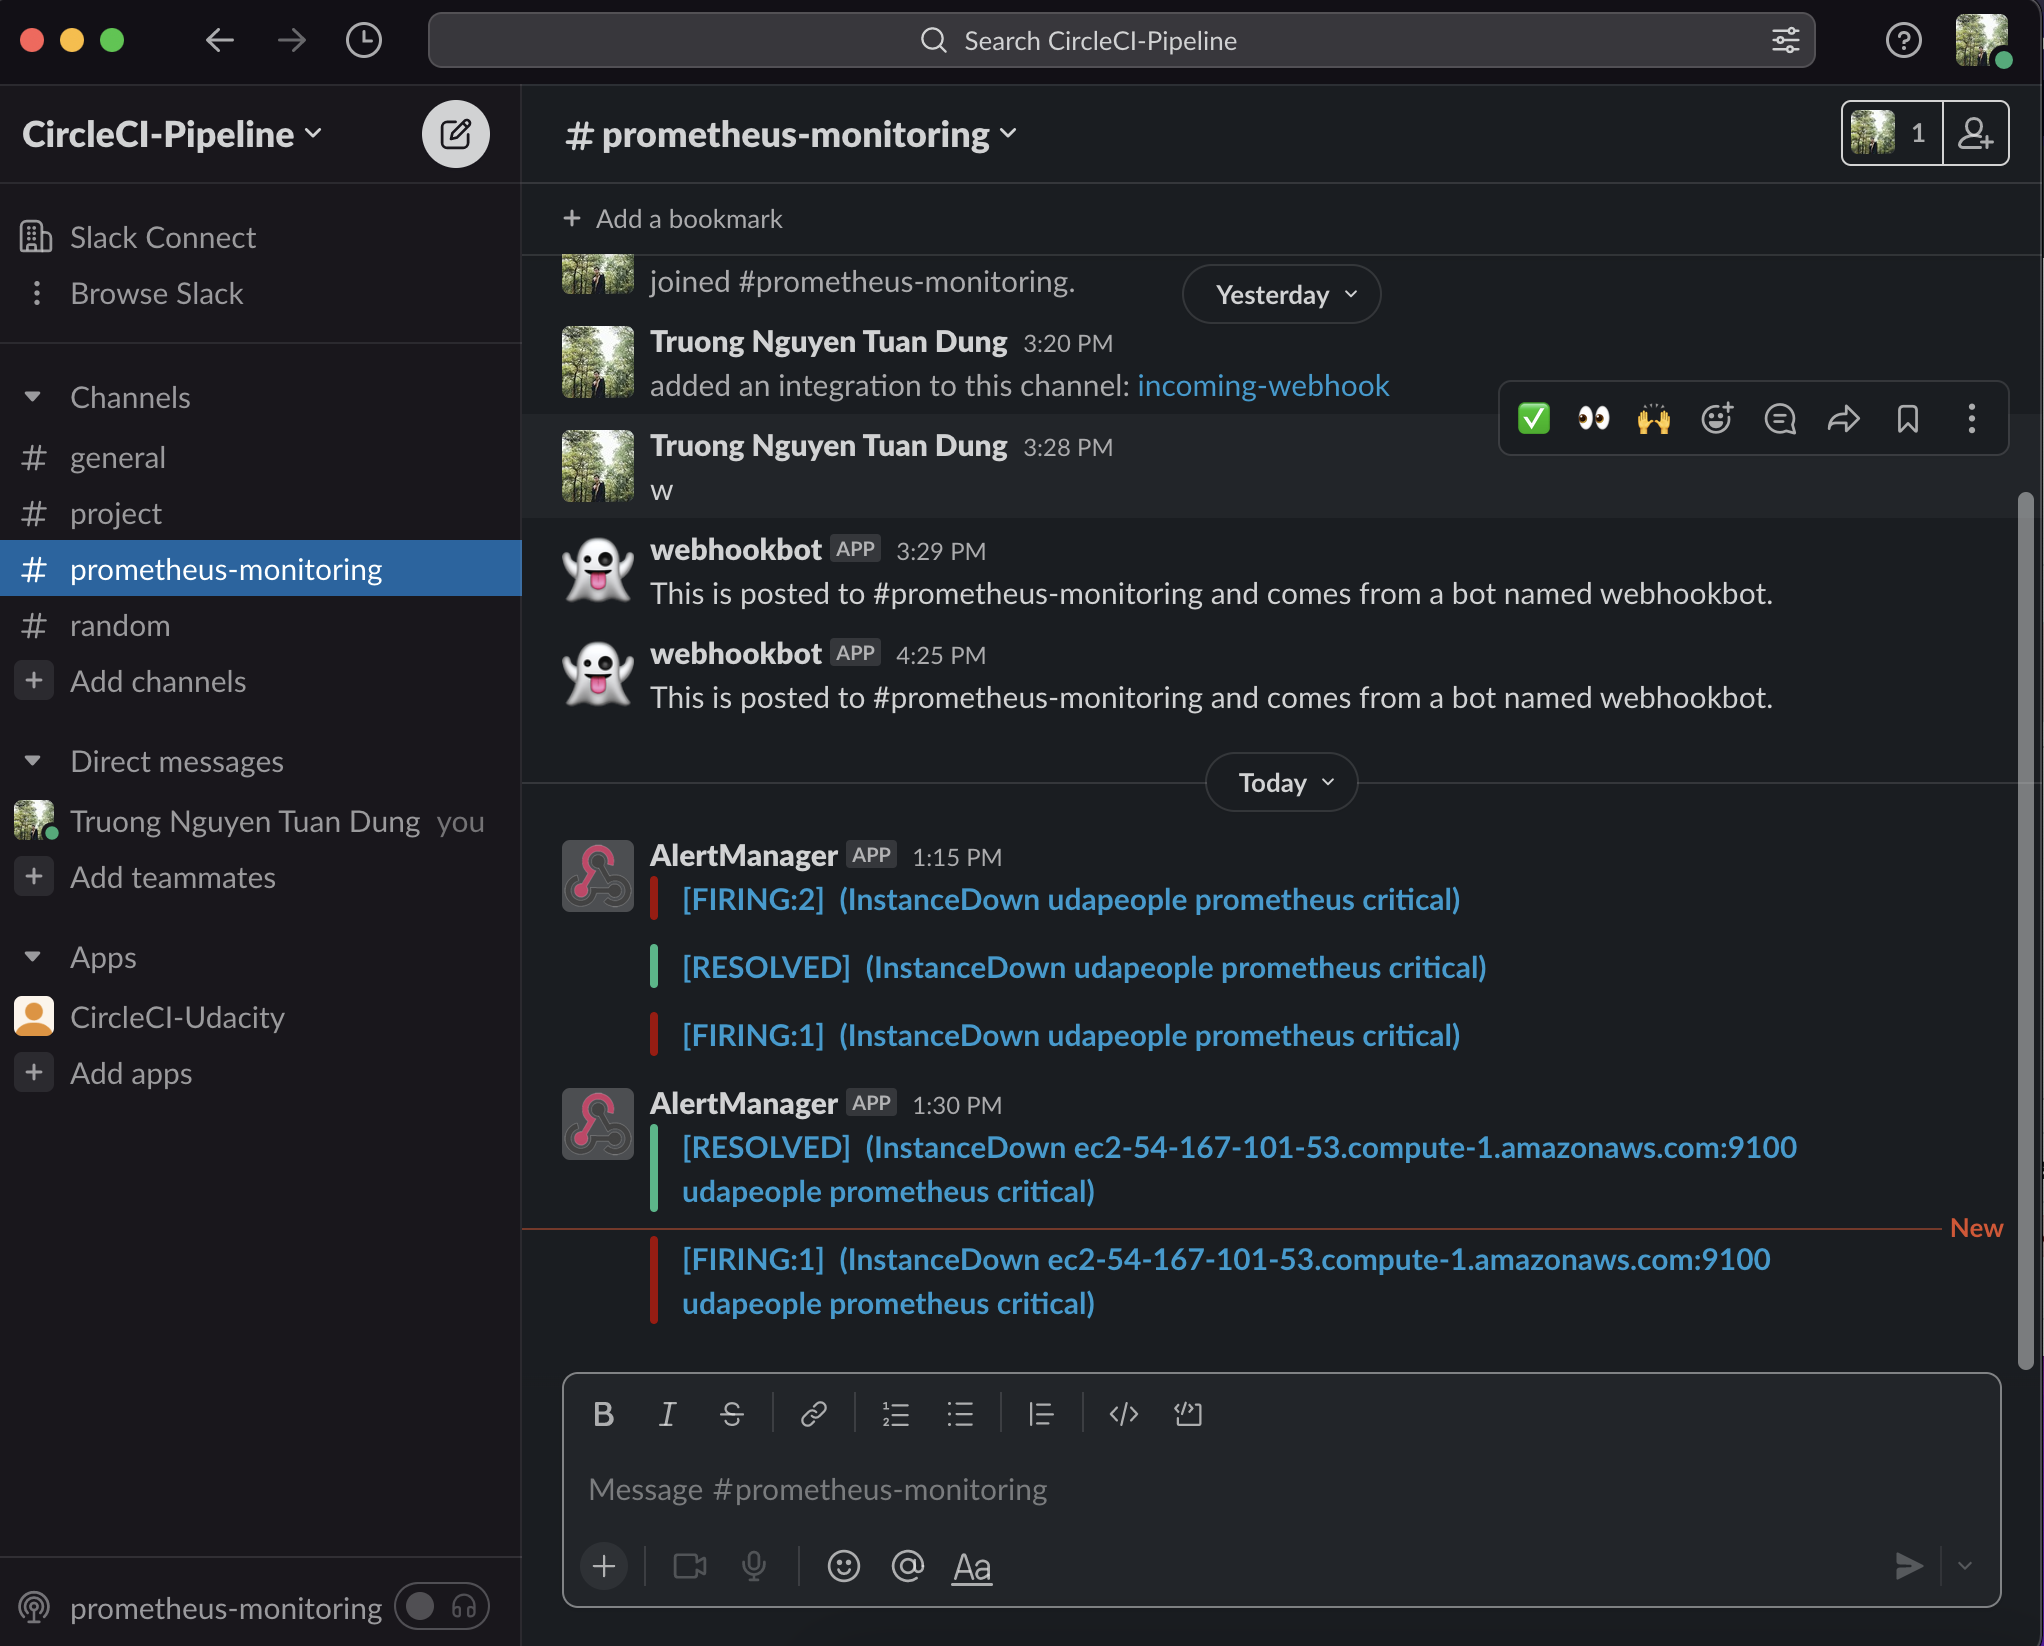 Search CircleCI-Pipeline
CircleCI-Pipeline
Slack Connect
Browse Slack
Channels
# general
# project
# prometheus-monitoring
# random
+ Add channels
Direct messages
Truong Nguyen Tuan Dung you
+ Add teammates
Apps
CircleCI-Udacity
+ Add apps
prometheus-monitoring
# prometheus-monitoring
1
+ Add a bookmark
joined #prometheus-monitoring.
Yesterday
Truong Nguyen Tuan Dung 3:20 PM
added an integration to this channel: incoming-webhook
Truong Nguyen Tuan Dung 3:28 PM
w
webhookbot APP 3:29 PM
This is posted to #prometheus-monitoring and comes from a bot named webhookbot.
webhookbot APP 4:25 PM
This is posted to #prometheus-monitoring and comes from a bot named webhookbot.
Today
AlertManager APP 1:15 PM
[FIRING:2] (InstanceDown udapeople prometheus critical)
[RESOLVED] (InstanceDown udapeople prometheus critical)
[FIRING:1] (InstanceDown udapeople prometheus critical)
AlertManager APP 1:30 PM
[RESOLVED] (InstanceDown ec2-54-167-101-53.compute-1.amazonaws.com:9100
udapeople prometheus critical)
New
[FIRING:1] (InstanceDown ec2-54-167-101-53.compute-1.amazonaws.com:9100
udapeople prometheus critical)
B I S
Message #prometheus-monitoring
+ @ Aa